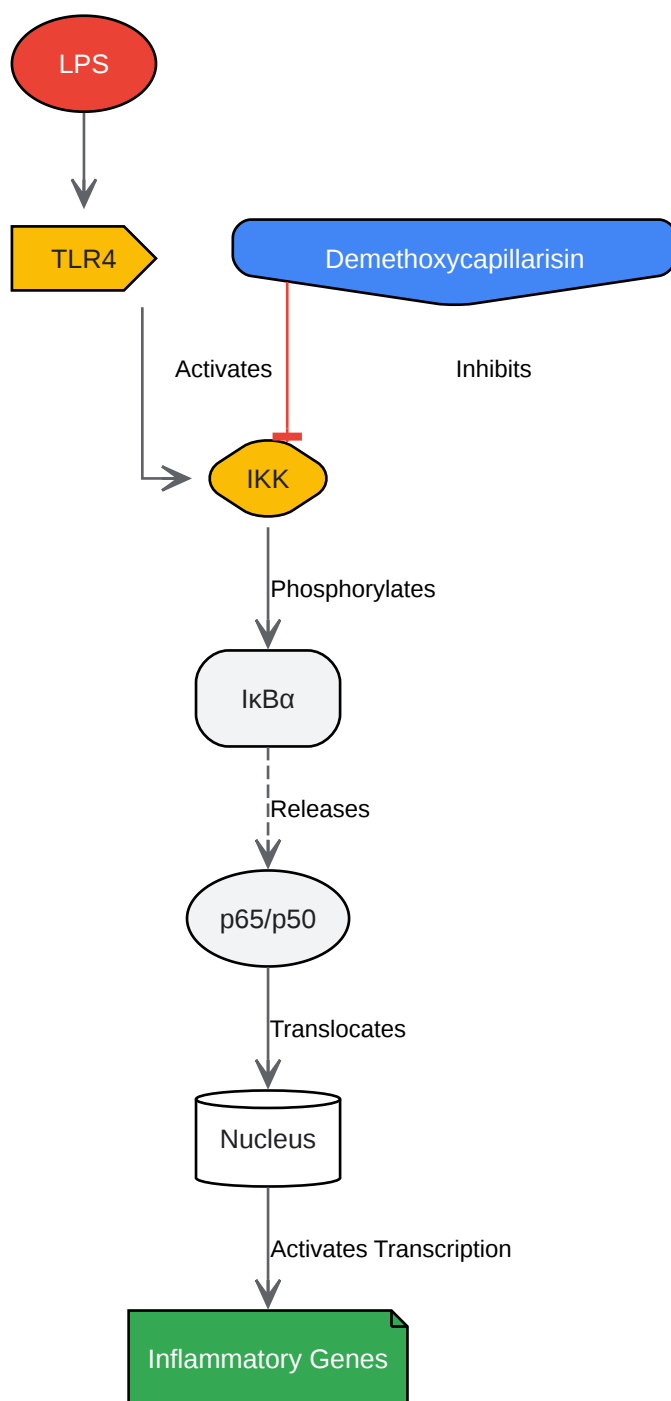 LPS
TLR4
Demethoxycapillarisin
Activates
Inhibits
IKK
Phosphorylates
IκBα
Releases
p65/p50
Translocates
Nucleus
Activates Transcription
Inflammatory Genes